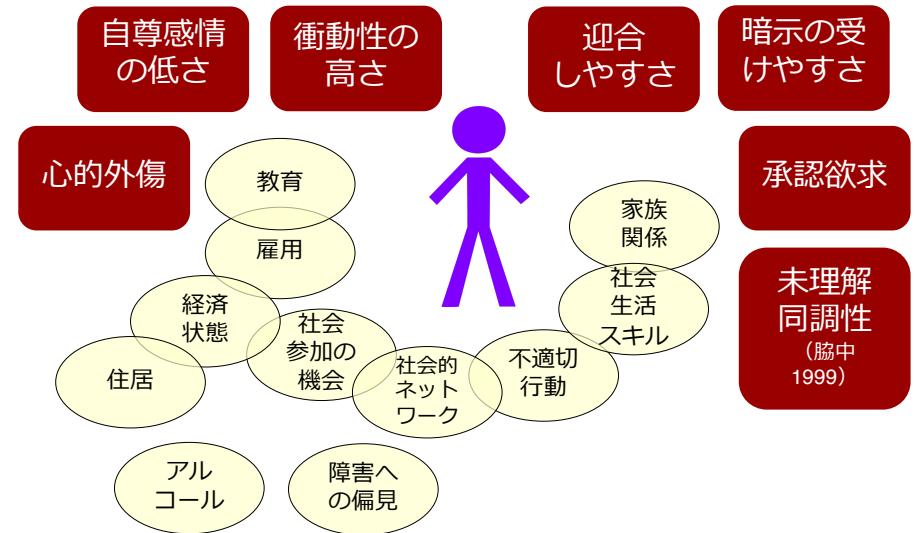 自尊感情
の低さ
衝動性の
高さ
迎合
しやすさ
暗示の受
けやすさ
心的外傷
承認欲求
未理解
同調性
（脇中
1999）
教育
雇用
経済
状態
住居
社会
参加の
機会
社会的
ネット
ワーク
不適切
行動
社会
生活
スキル
家族
関係
アル
コール
障害へ
の偏見